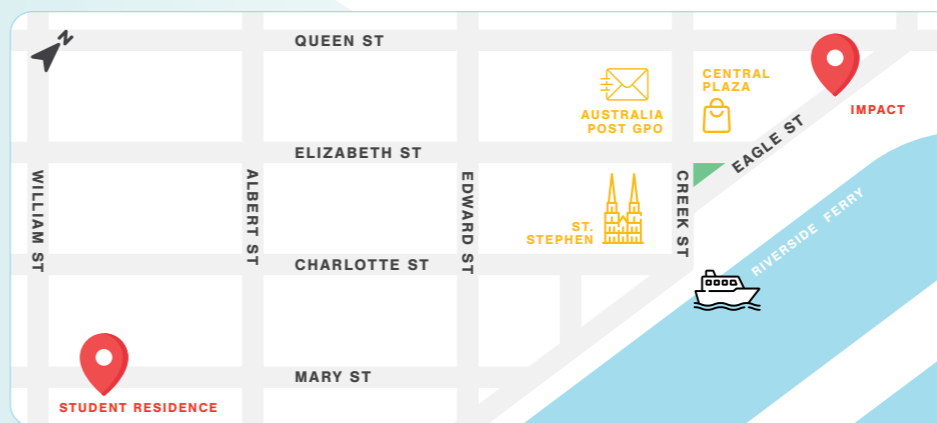 N
QUEEN ST
CENTRAL
PLAZA
AUSTRALIA
POST GPO
IMPACT
ELIZABETH ST
EAGLE ST
WILLIAM ST
ALBERT ST
EDWARD ST
CREEK ST
ST.
STEPHEN
RIVERSIDE FERRY
CHARLOTTE ST
MARY ST
STUDENT RESIDENCE